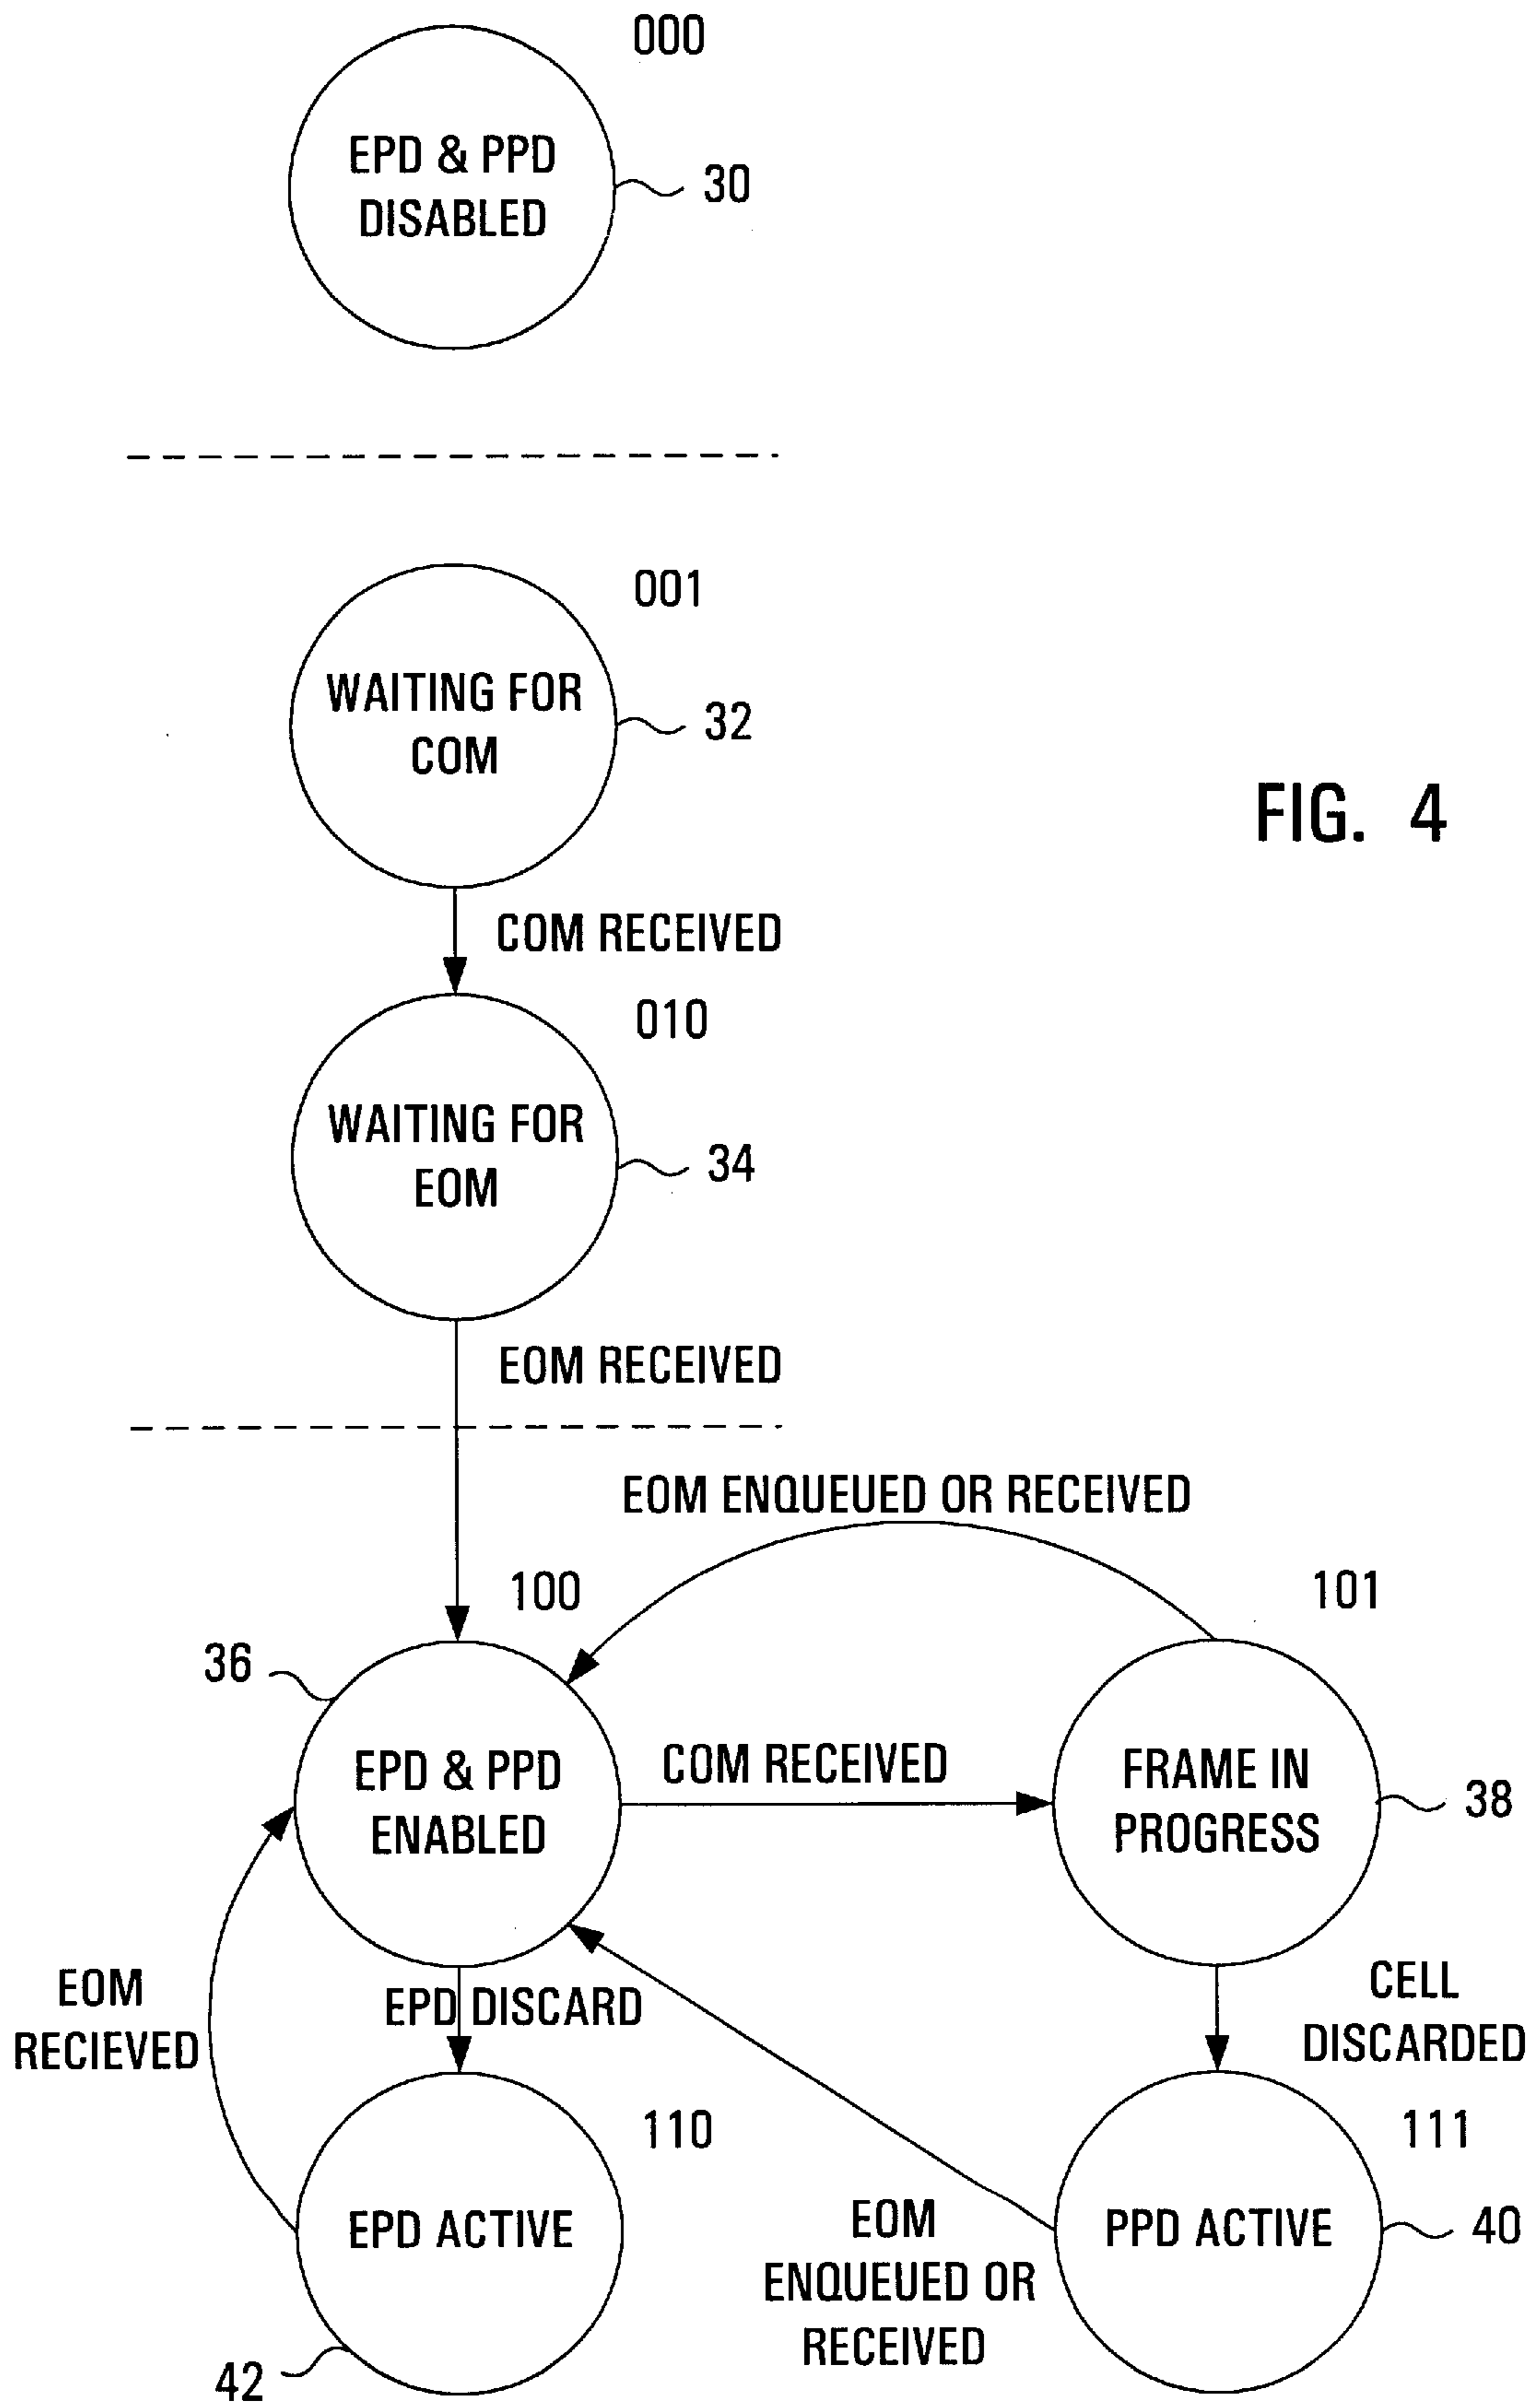 000
EPD & PPD
DISABLED
30
001
WAITING FOR
COM
32
FIG. 4
COM RECEIVED
010
WAITING FOR
EOM
34
EOM RECEIVED
EOM ENQUEUED OR RECEIVED
100
101
36
EPD & PPD
ENABLED
COM RECEIVED
FRAME IN
PROGRESS
38
EOM
RECIEVED
EPD DISCARD
CELL
DISCARDED
110
111
EPD ACTIVE
EOM
ENQUEUED OR
RECEIVED
PPD ACTIVE
40
42